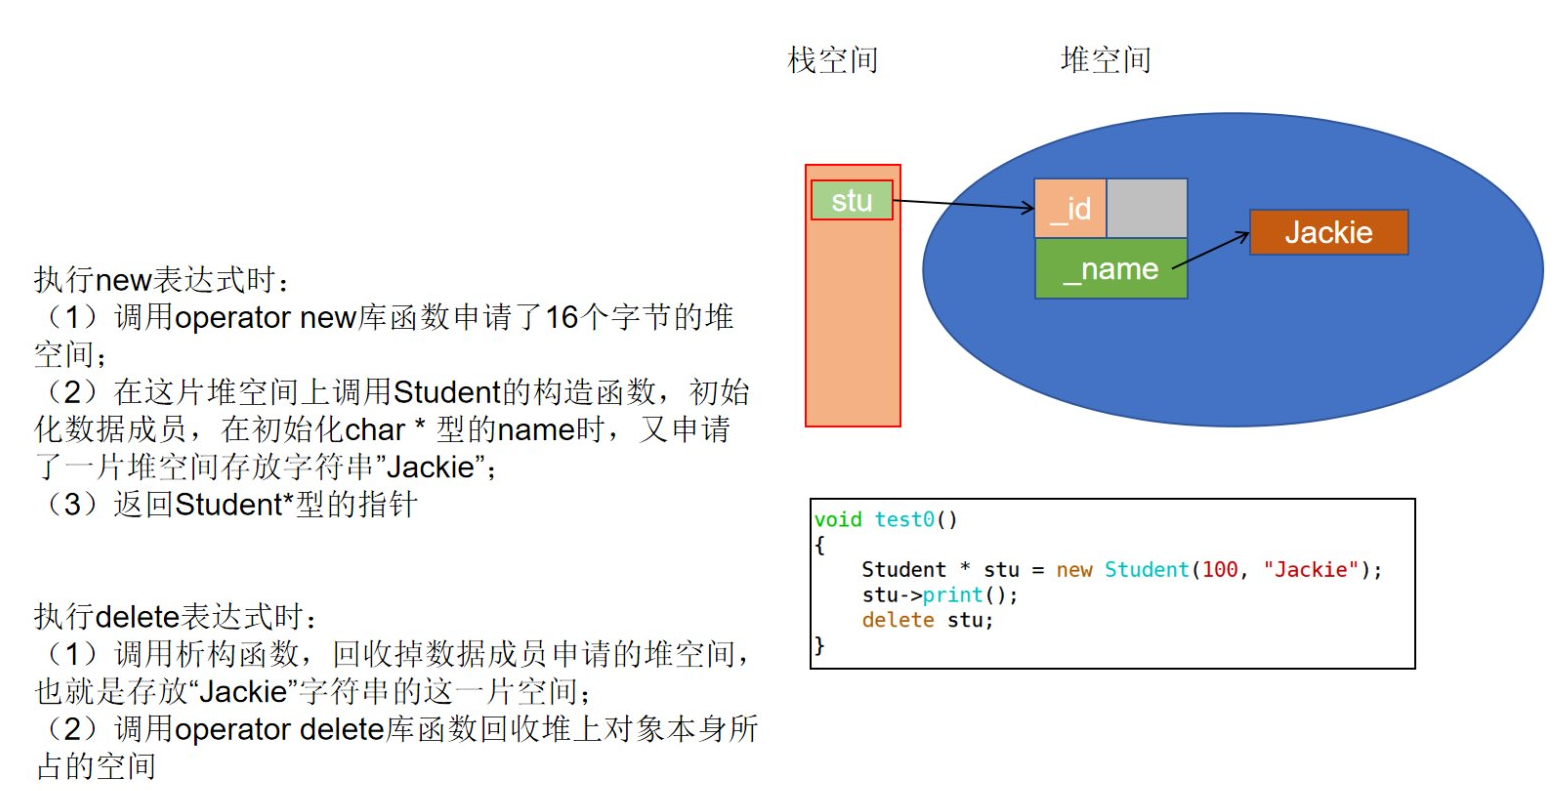 栈空间
堆空间
stu
_id
_name
Jackie
执行new表达式时：
（1）调用operator new库函数申请了16个字节的堆
空间；
（2）在这片堆空间上调用Student的构造函数，初始
化数据成员，在初始化char * 型的name时，又申请
了一片堆空间存放字符串”Jackie”；
（3）返回Student*型的指针
执行delete表达式时：
（1）调用析构函数，回收掉数据成员申请的堆空间，
也就是存放“Jackie”字符串的这一片空间；
（2）调用operator delete库函数回收堆上对象本身所
占的空间
void test0()
{
    Student * stu = new Student(100, "Jackie");
    stu->print();
    delete stu;
}